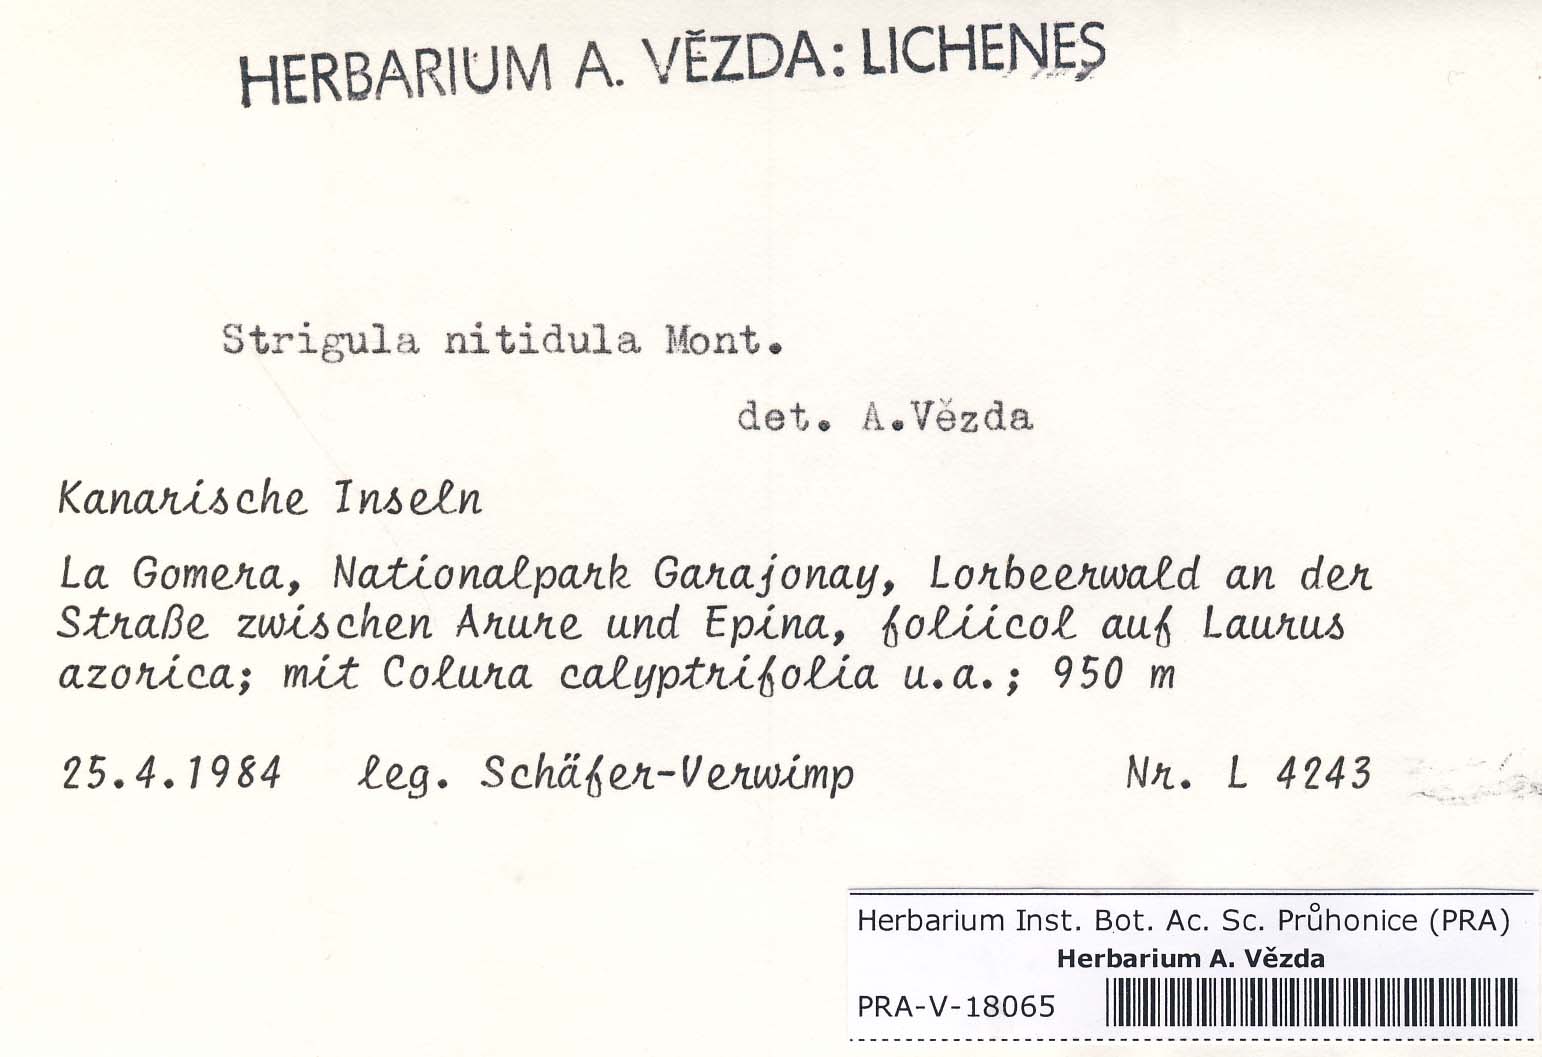 HERBARIUM A. VĚZDA: LICHENES
Strigula nitidula Mont.
det. A.Vězda
Kanarische Inseln
La Gomera, Nationalpark Garajonay, Lorbeerwald an der
Straße zwischen Arure und Epina, foliicol auf Laurus
azorica; mit Colura calyptrifolia u.a.; 950 m
25.4.1984 leg. Schäfer-Verwimp Nr. L 4243
Herbarium Inst. Bot. Ac. Sc. Průhonice (PRA)
Herbarium A. Vězda
PRA-V-18065